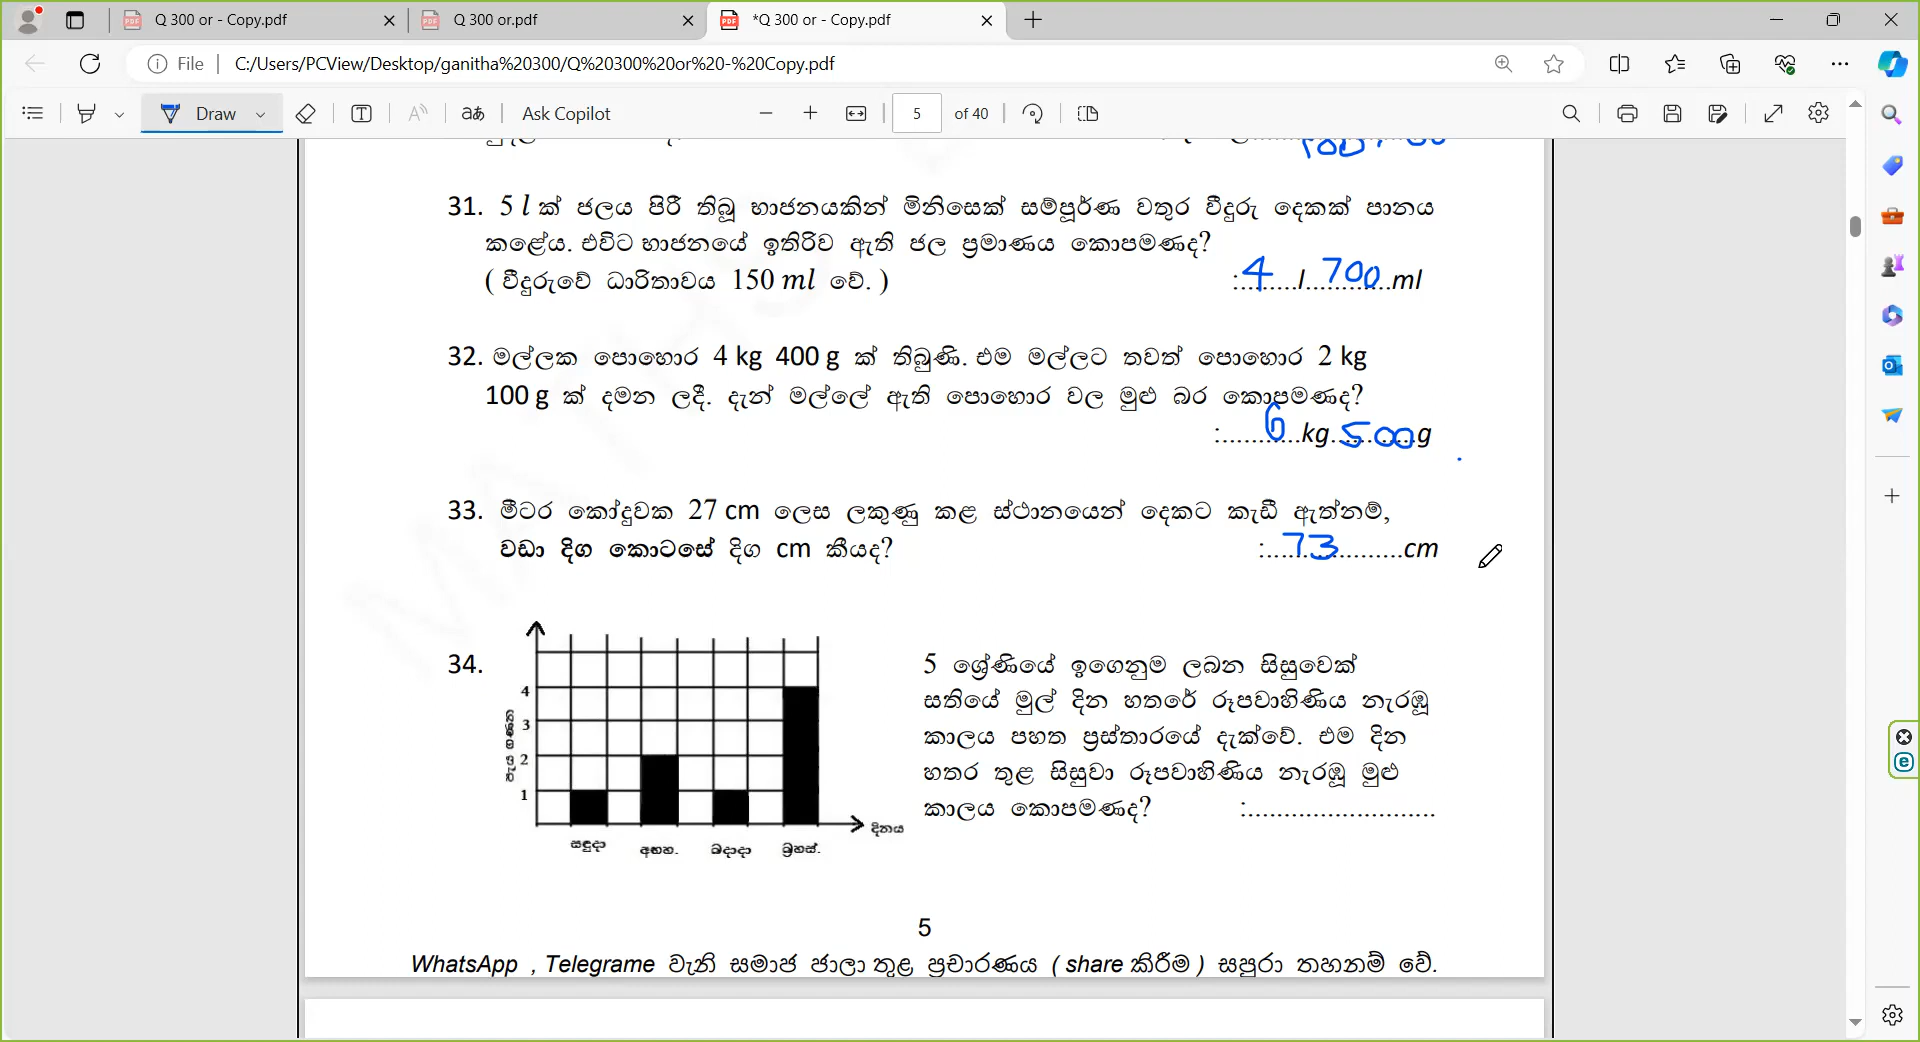 Q 300 or - Copy.pdf
Q 300 or.pdf
*Q 300 or - Copy.pdf
File
C:/Users/PCView/Desktop/ganitha%20300/Q%20300%20or%20-%20Copy.pdf
Draw
Ask Copilot
5 of 40
31. 5 l ක් ජලය පිරී තිබූ භාජනයකින් මිනිසෙක් සම්පූර්ණ වතුර වීදුරු දෙකක් පානය
කළේය. එවිට භාජනයේ ඉතිරිව ඇති ජල ප්‍රමාණය කොපමණද?
( වීදුරුවේ ධාරිතාවය 150 ml වේ. ) :4.......l.700.......ml
32. මල්ලක පොහොර 4 kg 400 g ක් තිබුණි. එම මල්ලට තවත් පොහොර 2 kg
100 g ක් දමන ලදී. දැන් මල්ලේ ඇති පොහොර වල මුළු බර කොපමණද?
:.......6...kg.500.......g
33. මීටර කෝදුවක 27 cm ලෙස ලකුණු කළ ස්ථානයෙන් දෙකට කැඩී ඇත්නම්,
වඩා දිග කොටසේ දිග cm කීයද? :..73..........cm
34.
පැය ගණන
4
3
2
1
සඳුදා අඟහ. බදාදා බ්‍රහස්.
දිනය
5 ශ්‍රේණියේ ඉගෙනුම ලබන සිසුවෙක්
සතියේ මුල් දින හතරේ රූපවාහිණිය නැරඹූ
කාලය පහත ප්‍රස්තාරයේ දැක්වේ. එම දින
හතර තුළ සිසුවා රූපවාහිණිය නැරඹූ මුළු
කාලය කොපමණද? :..........................
5
WhatsApp , Telegrame වැනි සමාජ ජාලා තුළ ප්‍රචාරණය ( share කිරීම ) සපුරා තහනම් වේ.